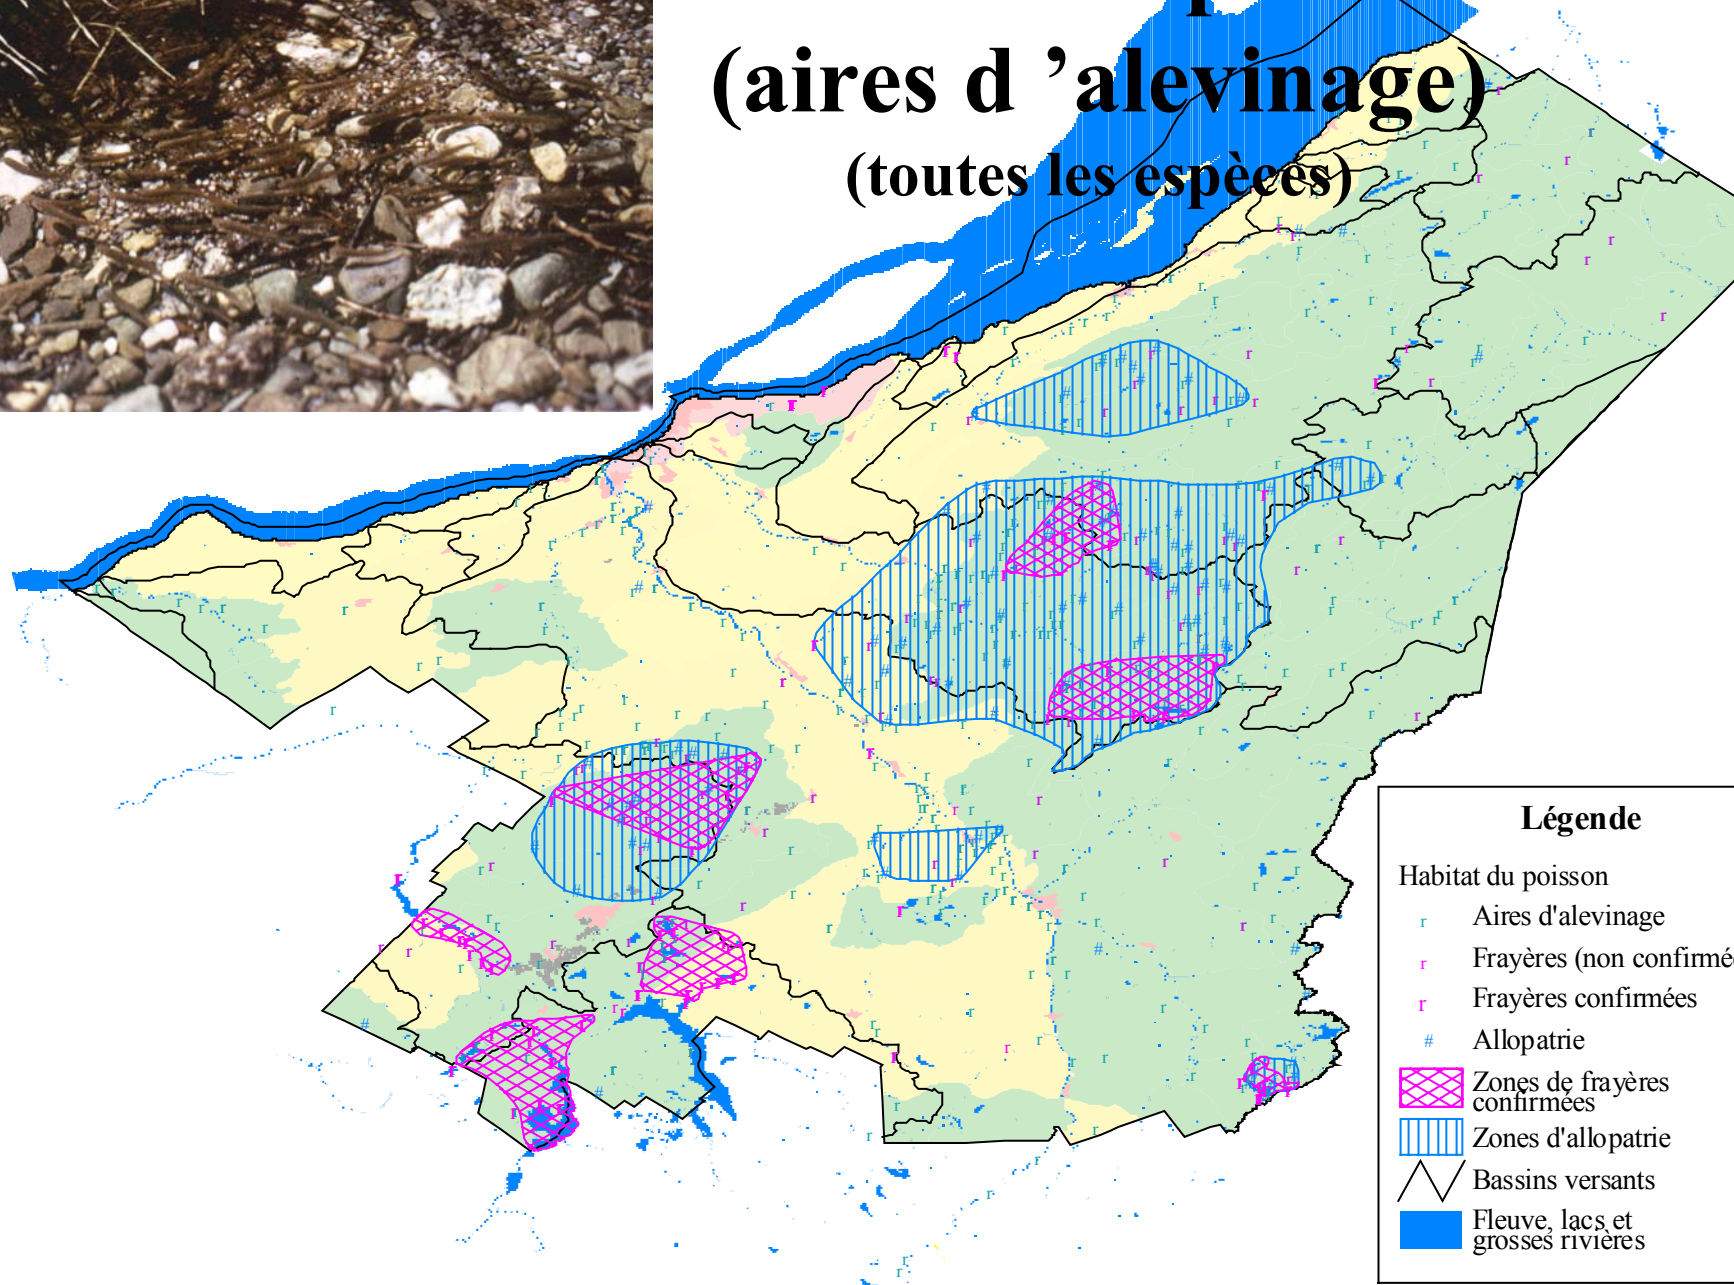 (aires d ’alevinage)
(toutes les espèces)
Légende
Habitat du poisson
r Aires d'alevinage
r Frayères (non confirmé
r Frayères confirmées
# Allopatrie
Zones de frayères
confirmées
Zones d'allopatrie
Bassins versants
Fleuve, lacs et
grosses rivières